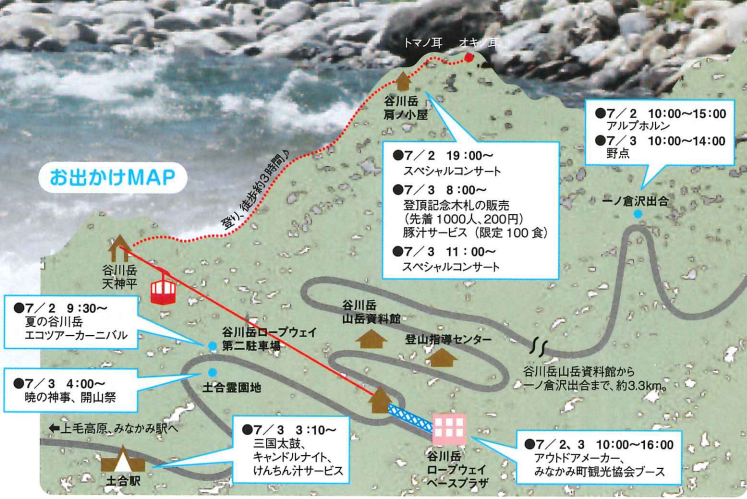 トマノ耳 オキノ耳
谷川岳
肩ノ小屋
●7/2 10:00〜15:00
アルプホルン
●7/3 10:00〜14:00
野点
●7/2 19:00〜
スペシャルコンサート
●7/3 8:00〜
登頂記念木札の販売
(先着1000人、200円)
豚汁サービス(限定100食)
●7/3 11:00〜
スペシャルコンサート
お出かけMAP
登り、徒歩約3時間♪
一ノ倉沢出合
谷川岳
天神平
●7/2 9:30〜
夏の谷川岳
エコツアーカーニバル
谷川岳ロープウェイ
第二駐車場
谷川岳
山岳資料館
登山指導センター
谷川岳山岳資料館から
一ノ倉沢出合まで、約3.3km。
●7/3 4:00〜
暁の神事、開山祭
土合霊園地
←上毛高原、みなかみ駅へ
●7/3 3:10〜
三国太鼓、
キャンドルナイト、
けんちん汁サービス
土合駅
谷川岳
ロープウェイ
ベースプラザ
●7/2、3 10:00〜16:00
アウトドアメーカー、
みなかみ町観光協会ブース